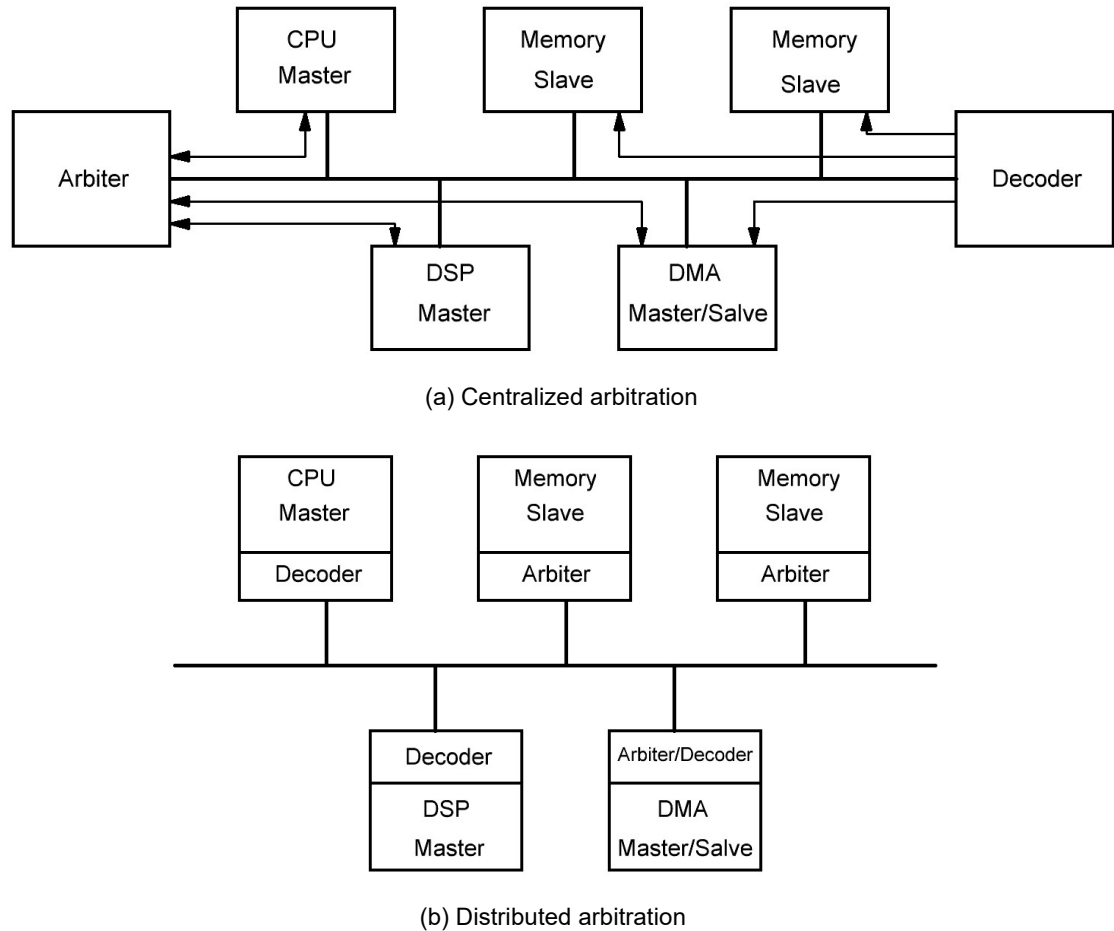 CPU
Master
Memory
Slave
Memory
Slave
Arbiter
Decoder
DSP
Master
DMA
Master/Salve
(a) Centralized arbitration
CPU
Master
Decoder
Memory
Slave
Arbiter
Memory
Slave
Arbiter
Decoder
DSP
Master
Arbiter/Decoder
DMA
Master/Salve
(b) Distributed arbitration